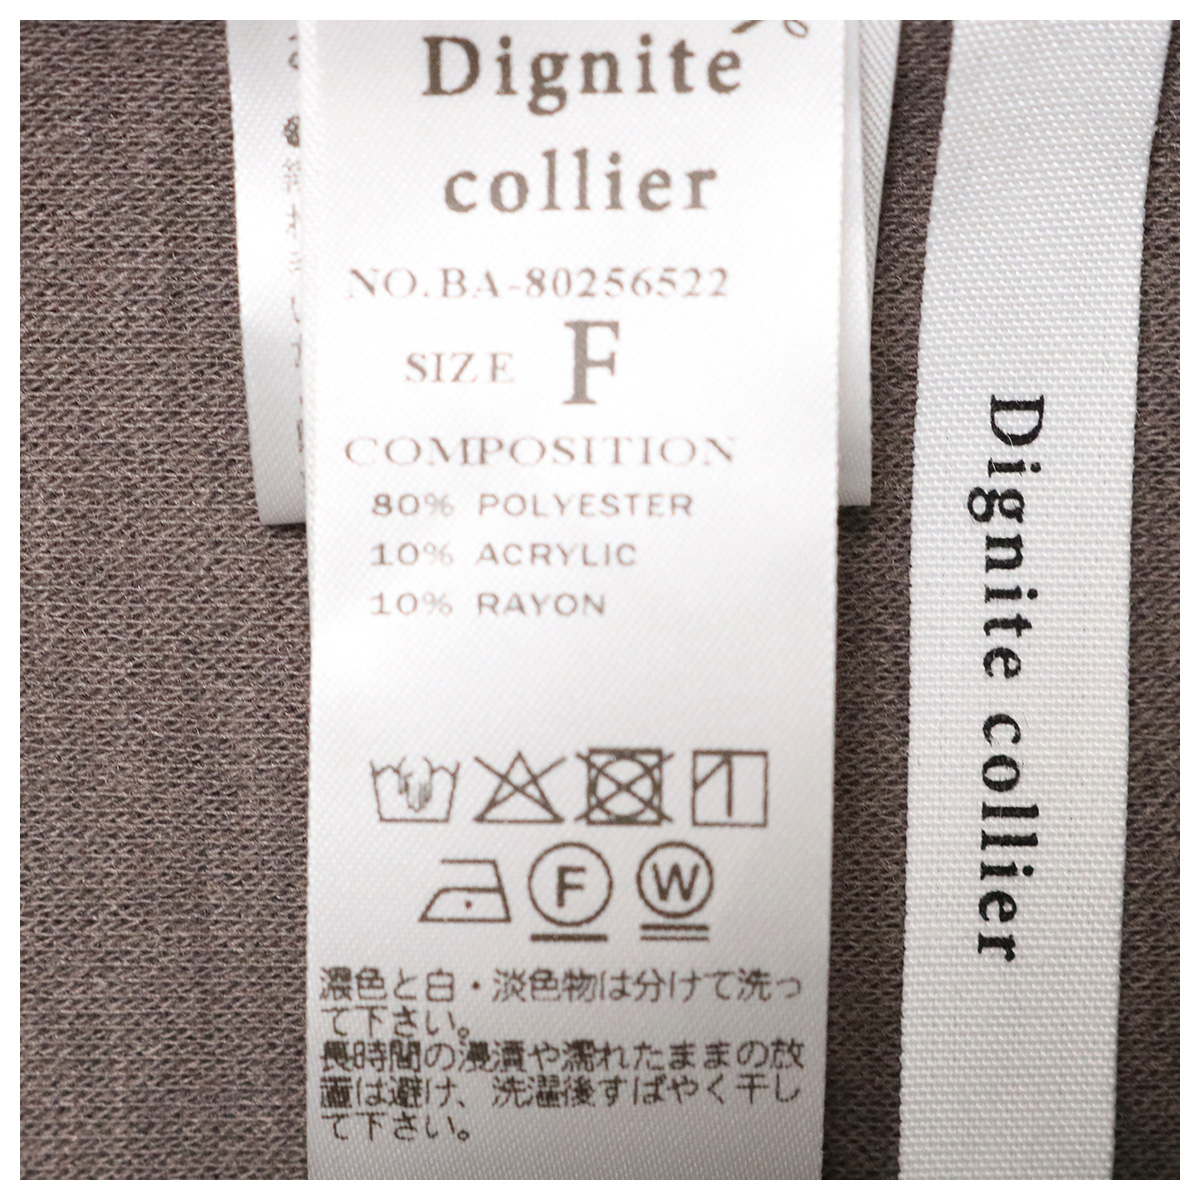 Dignite
collier
NO.BA-80256522
SIZE F
COMPOSITION
80% POLYESTER
10% ACRYLIC
10% RAYON
F W
濃色と白・淡色物は分けて洗っ
て下さい。
長時間の浸漬や濡れたままの放
置は避け、洗濯後すばやく干し
て下さい。
Dignite collier